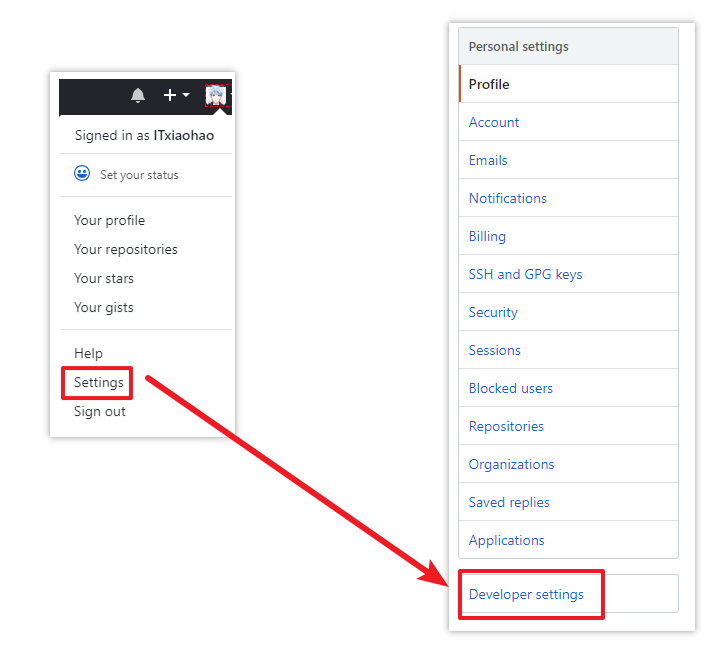 Signed in as ITxiaohao
Set your status
Your profile
Your repositories
Your stars
Your gists
Help
Settings
Sign out
Personal settings
Profile
Account
Emails
Notifications
Billing
SSH and GPG keys
Security
Sessions
Blocked users
Repositories
Organizations
Saved replies
Applications
Developer settings